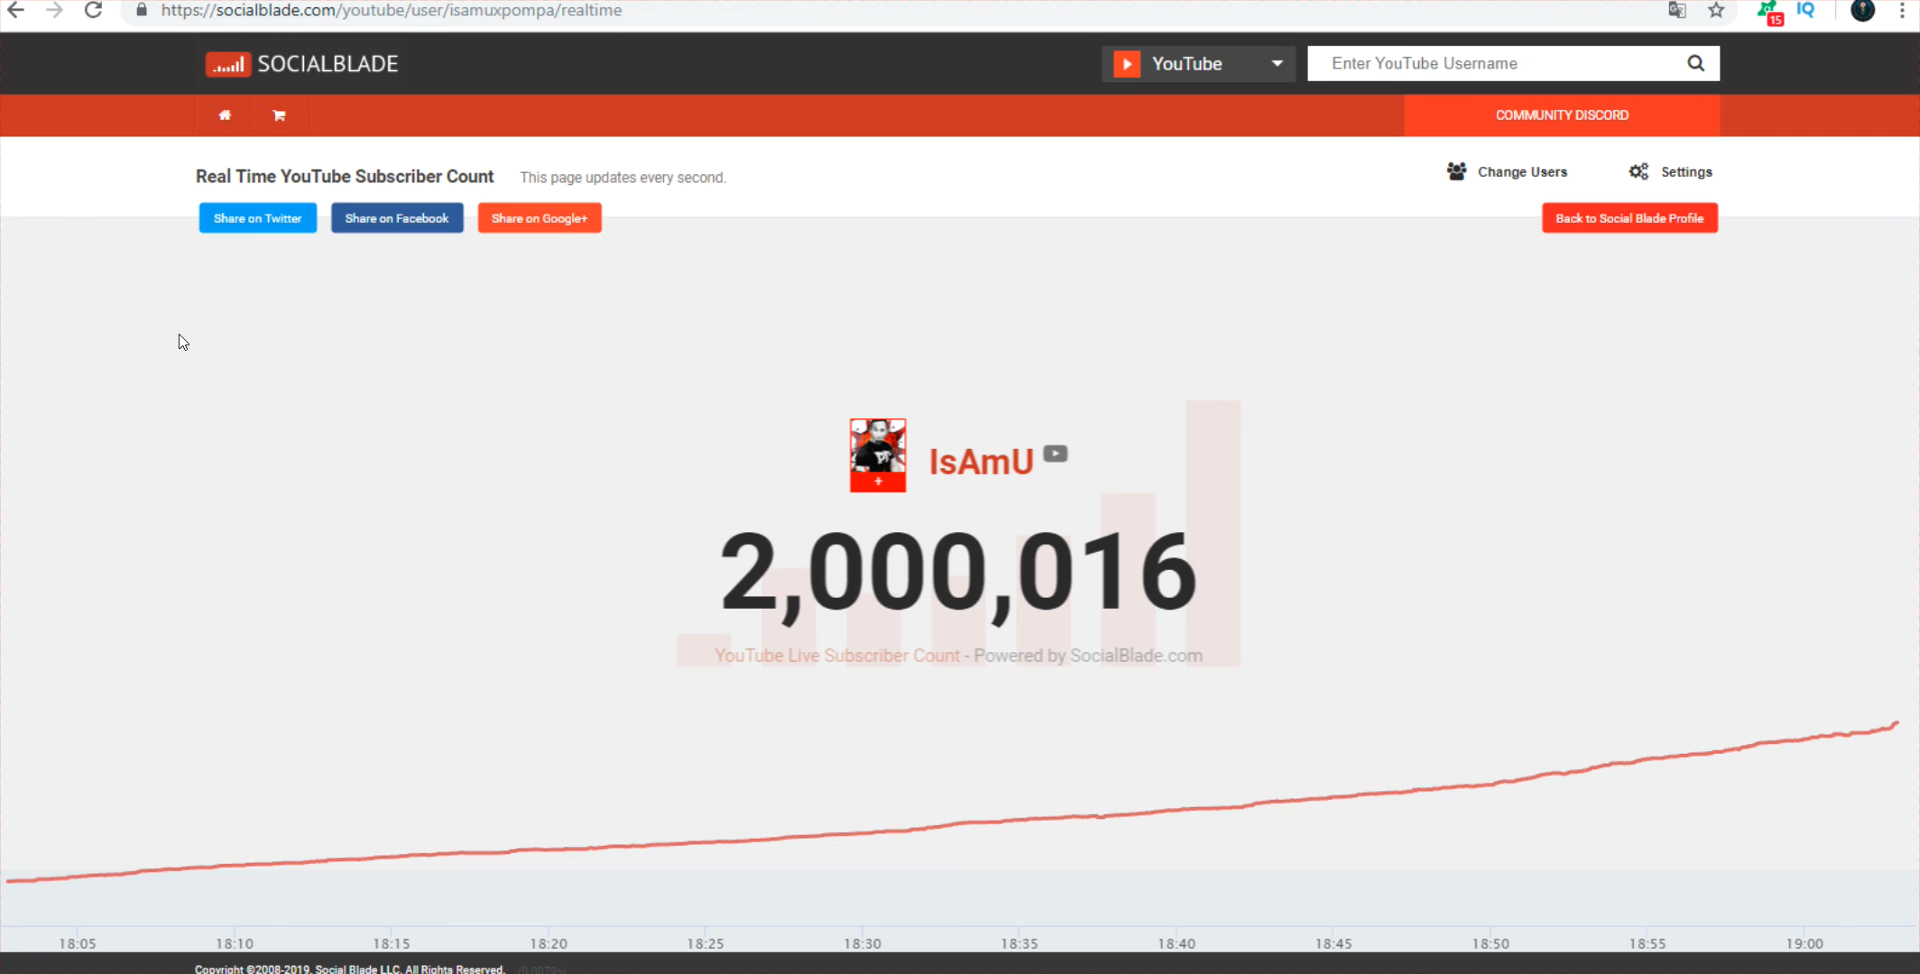 https://socialblade.com/youtube/user/isamuxpompa/realtime
15
IQ
SOCIALBLADE
YouTube
Enter YouTube Username
COMMUNITY DISCORD
Real Time YouTube Subscriber Count
This page updates every second.
Change Users
Settings
Share on Twitter
Share on Facebook
Share on Google+
Back to Social Blade Profile
+
IsAmU
2,000,016
YouTube Live Subscriber Count - Powered by SocialBlade.com
18:05 18:10 18:15 18:20 18:25 18:30 18:35 18:40 18:45 18:50 18:55 19:00
Copyright ©2008-2019, Social Blade LLC. All Rights Reserved.